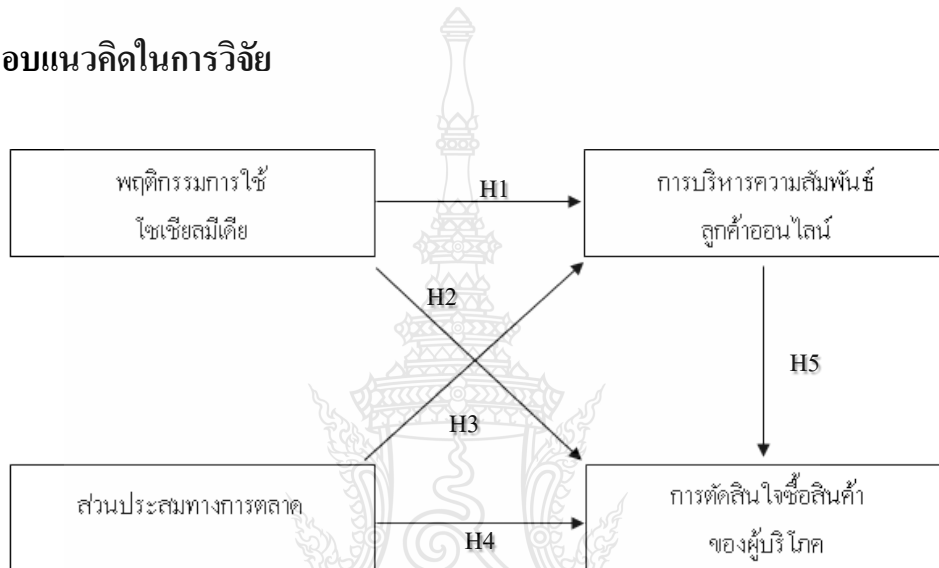 อบแนวคิดในการวิจัย
พฤติกรรมการใช้
โซเชียลมีเดีย
H1
การบริหารความสัมพันธ์
ลูกค้าออนไลน์
H2
H5
H3
ส่วนประสมทางการตลาด
H4
การตัดสินใจซื้อสินค้า
ของผู้บริโภค